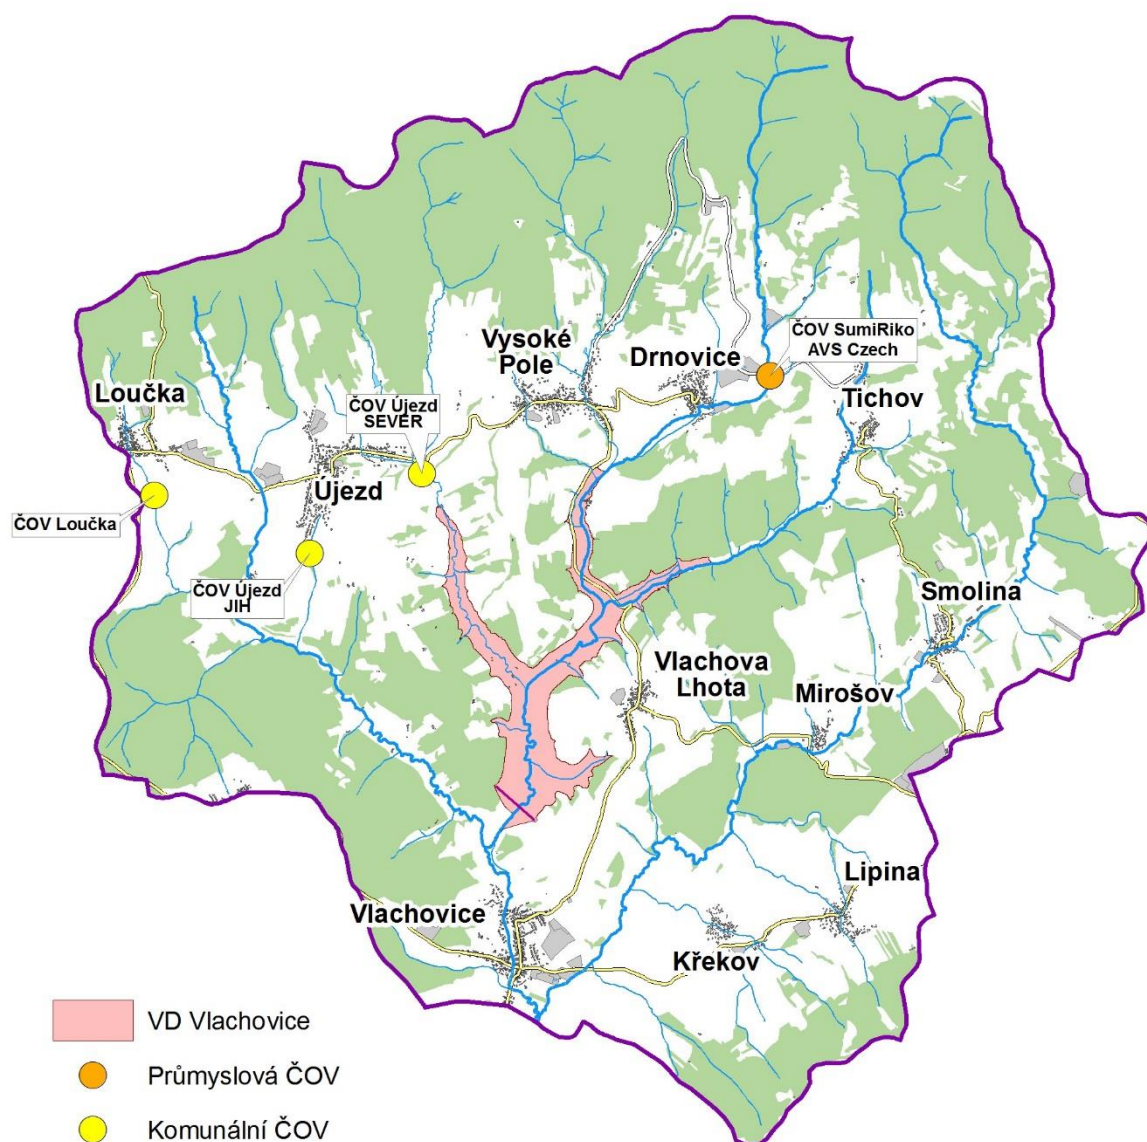 ČOV SumiRiko
AVS Czech
Vysoké
Pole
Drnovice
Loučka
Tichov
ČOV Újezd
SEVER
Újezd
ČOV Loučka
ČOV Újezd
JIH
Smolina
Vlachova
Lhota
Mirošov
Lipina
Vlachovice
Křekov
VD Vlachovice
Průmyslová ČOV
Komunální ČOV